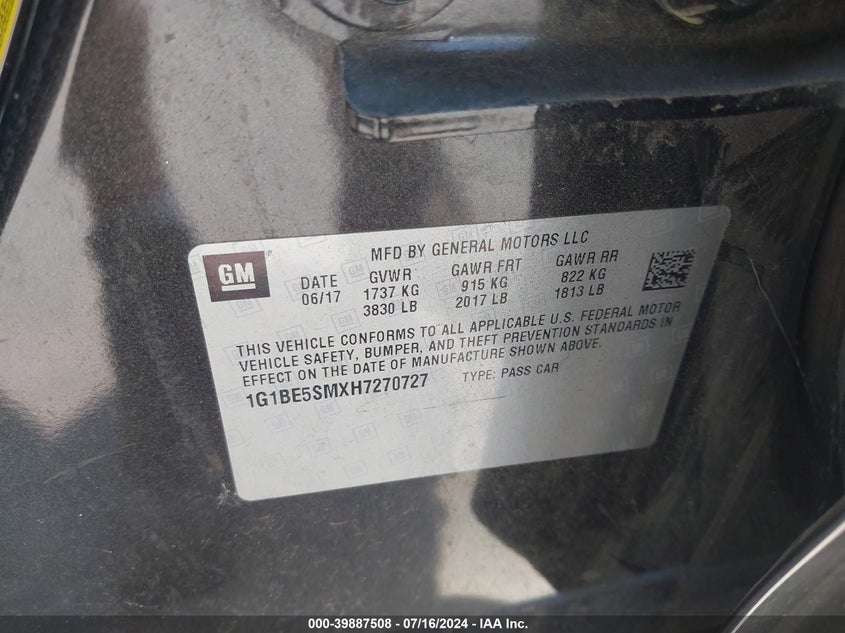 MFD BY GENERAL MOTORS LLC
GM
DATE GVWR GAWR FRT GAWR RR
06/17 1737 KG 915 KG 822 KG
3830 LB 2017 LB 1813 LB
THIS VEHICLE CONFORMS TO ALL APPLICABLE U.S. FEDERAL MOTOR
VEHICLE SAFETY, BUMPER, AND THEFT PREVENTION STANDARDS IN
EFFECT ON THE DATE OF MANUFACTURE SHOWN ABOVE.
1G1BE5SMXH7270727 TYPE: PASS CAR
000-39887508 - 07/16/2024 - IAA Inc.